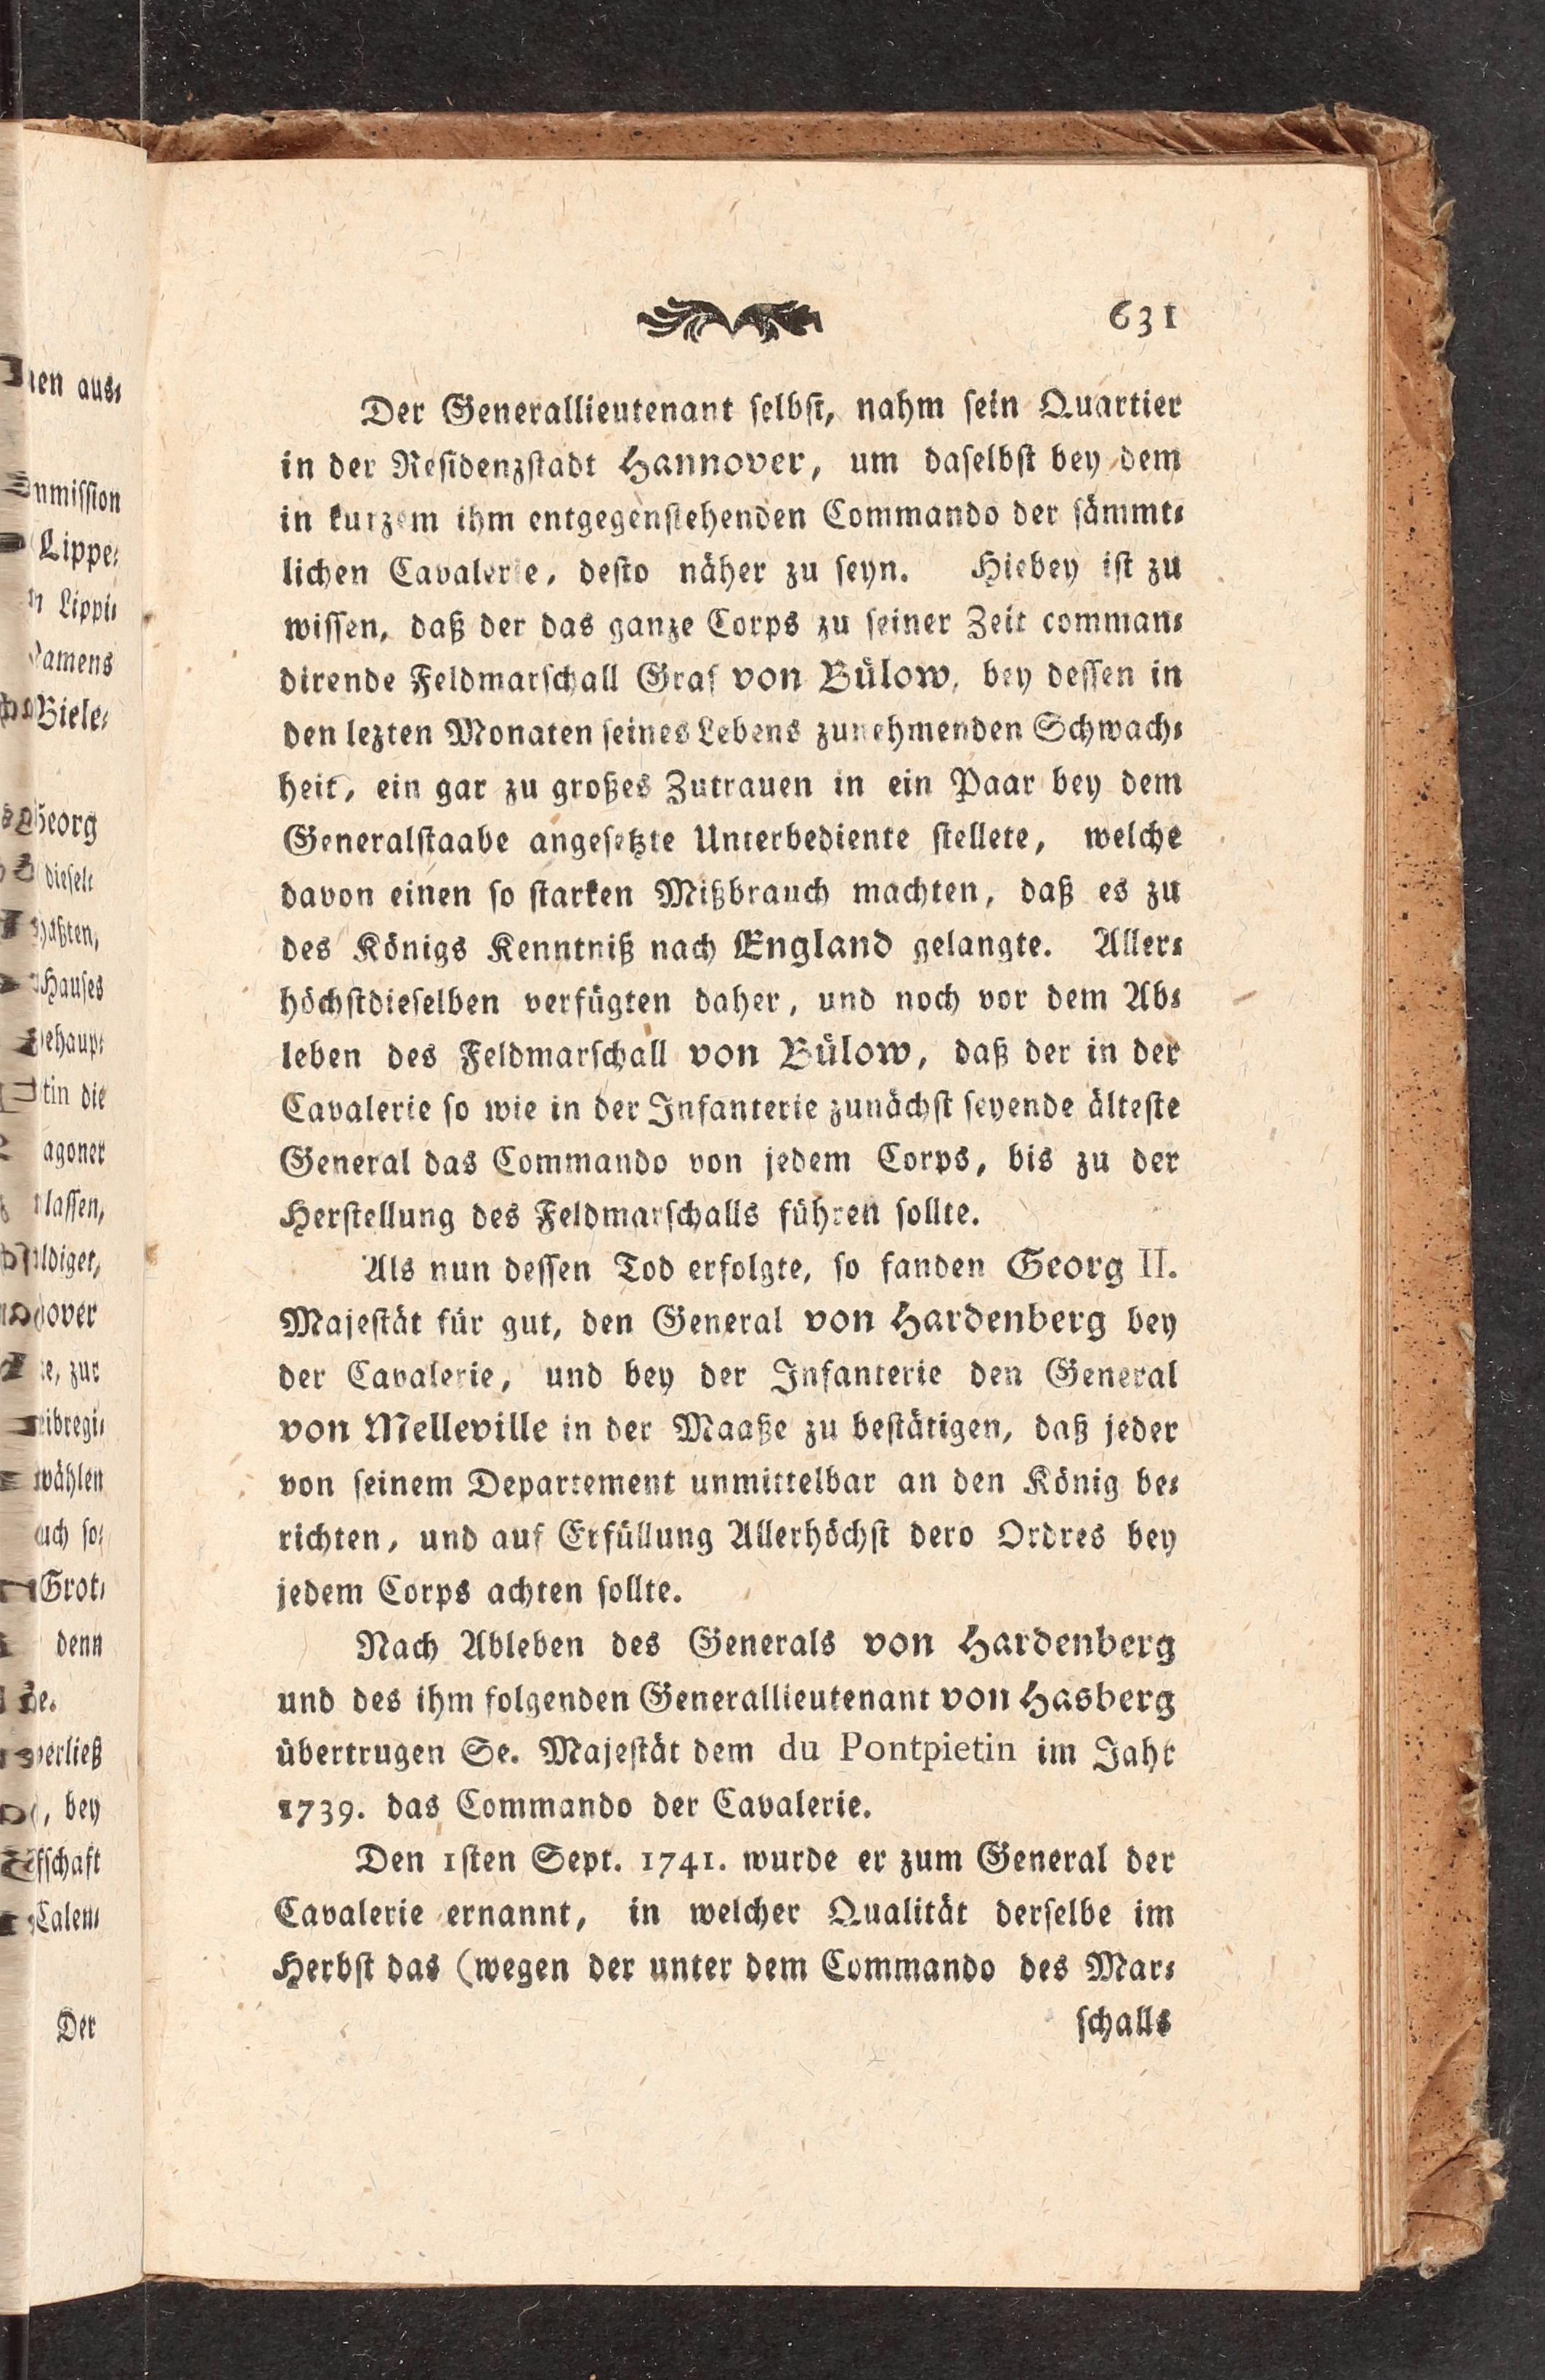 631
Der Generallieutenant selbst, nahm sein Quartier
in der Residenzstadt Hannover, um daselbst bey dem
in kurzem ihm entgegenstehenden Commando der sämmt⸗
lichen Cavalerie, desto näher zu seyn. Hiebey ist zu
wissen, daß der das ganze Corps zu seiner Zeit comman⸗
dirende Feldmarschall Graf von Bülow, bey dessen in
den lezten Monaten seines Lebens zunehmenden Schwach⸗
heit, ein gar zu großes Zutrauen in ein Paar bey dem
Generalstaabe angesetzte Unterbediente stellete, welche
davon einen so starken Mißbrauch machten, daß es zu
des Königs Kenntniß nach England gelangte. Aller⸗
höchstdieselben verfügten daher, und noch vor dem Ab⸗
leben des Feldmarschall von Bülow, daß der in der
Cavalerie so wie in der Infanterie zunächst seyende älteste
General das Commando von jedem Corps, bis zu der
Herstellung des Feldmarschalls führen sollte.
Als nun dessen Tod erfolgte, so fanden Georg II.
Majestät für gut, den General von Hardenberg bey
der Cavalerie, und bey der Infanterie den General
von Melleville in der Maaße zu bestätigen, daß jeder
von seinem Departement unmittelbar an den König be⸗
richten, und auf Erfüllung Allerhöchst dero Ordres bey
jedem Corps achten sollte.
Nach Ableben des Generals von Hardenberg
und des ihm folgenden Generallieutenant von Hasberg
übertrugen Se. Majestät dem du Pontpietin im Jahr
1739. das Commando der Cavalerie.
Den 1sten Sept. 1741. wurde er zum General der
Cavalerie ernannt, in welcher Qualität derselbe im
Herbst das (wegen der unter dem Commando des Mar⸗
schalls